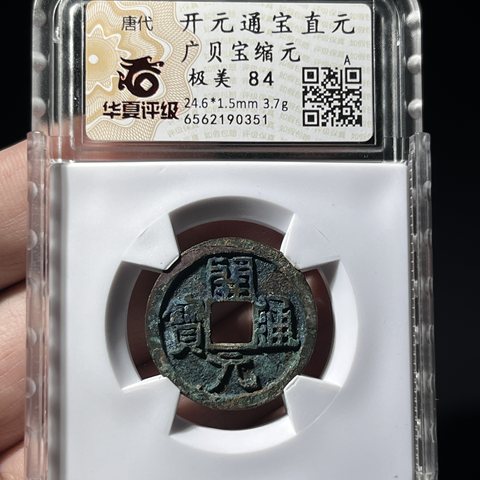 唐代
开元通宝直元
广贝宝缩元
极美 84
A
华夏评级
24.6*1.5mm 3.7g
6562190351
開
寶 通
元